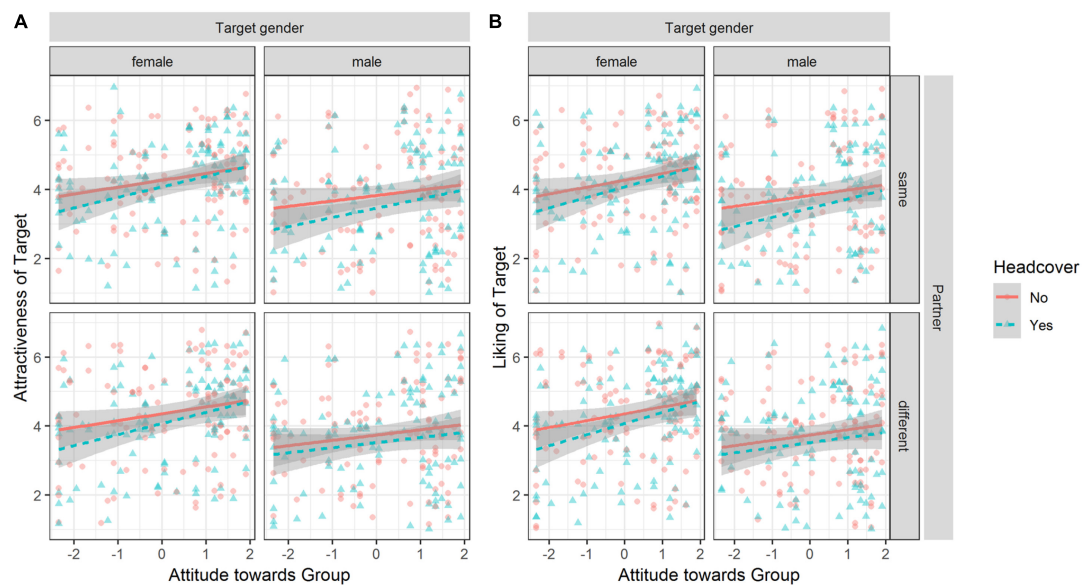 A
Target gender
female
male
Attractiveness of Target
6
4
2
6
4
2
-2
-1
0
1
2
-2
-1
0
1
2
Attitude towards Group
B
Target gender
female
male
Liking of Target
6
4
2
6
4
2
-2
-1
0
1
2
-2
-1
0
1
2
Attitude towards Group
same
different
Partner
Headcover
No
Yes